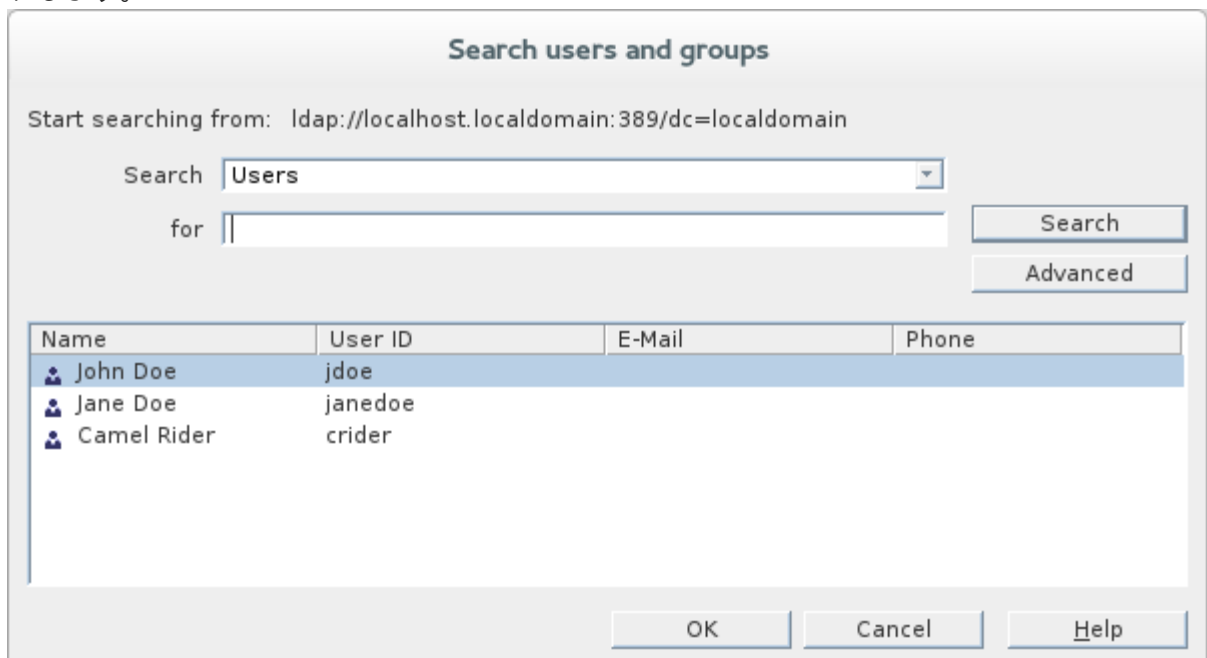 Search users and groups
Start searching from: ldap://localhost.localdomain:389/dc=localdomain
Search Users
for
Search
Advanced
Name User ID E-Mail Phone
John Doe jdoe
Jane Doe janedoe
Camel Rider crider
OK Cancel Help